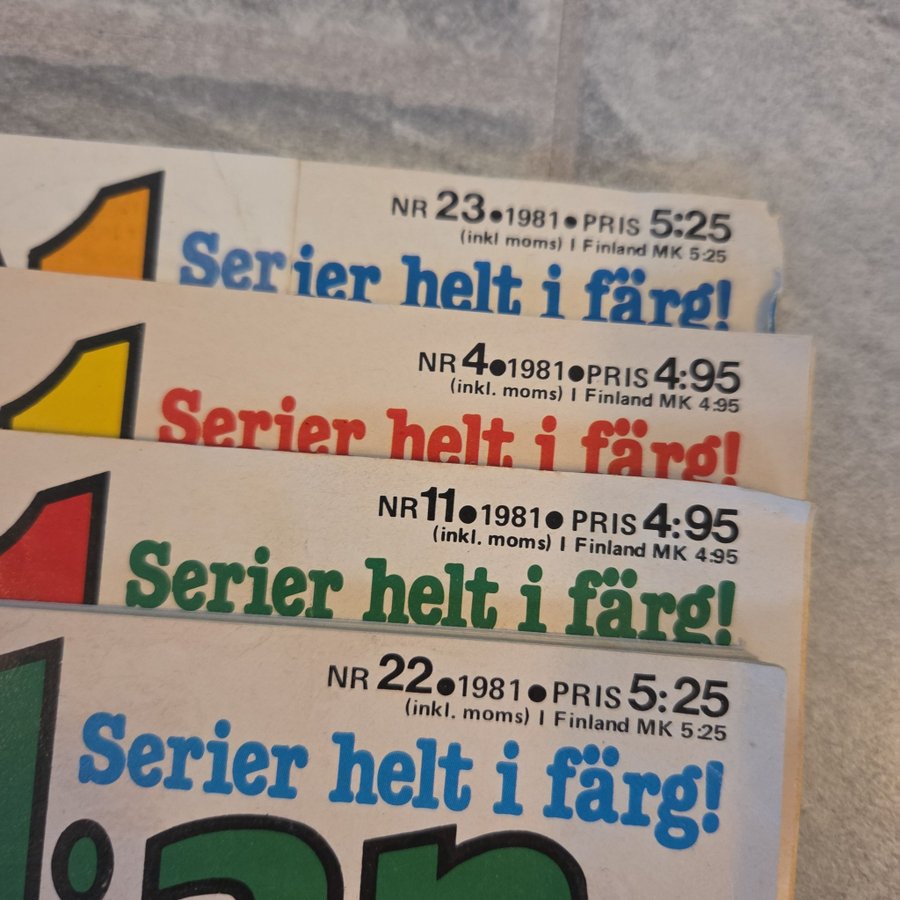 NR 23•1981•PRIS 5:25
(inkl moms) I Finland MK 5:25
Serier helt i färg!
NR 4•1981•PRIS 4:95
(inkl. moms) I Finland MK 4:95
Serier helt i färg!
NR 11•1981•PRIS 4:95
(inkl. moms) I Finland MK 4:95
Serier helt i färg!
NR 22•1981•PRIS 5:25
(inkl. moms) I Finland MK 5:25
Serier helt i färg!